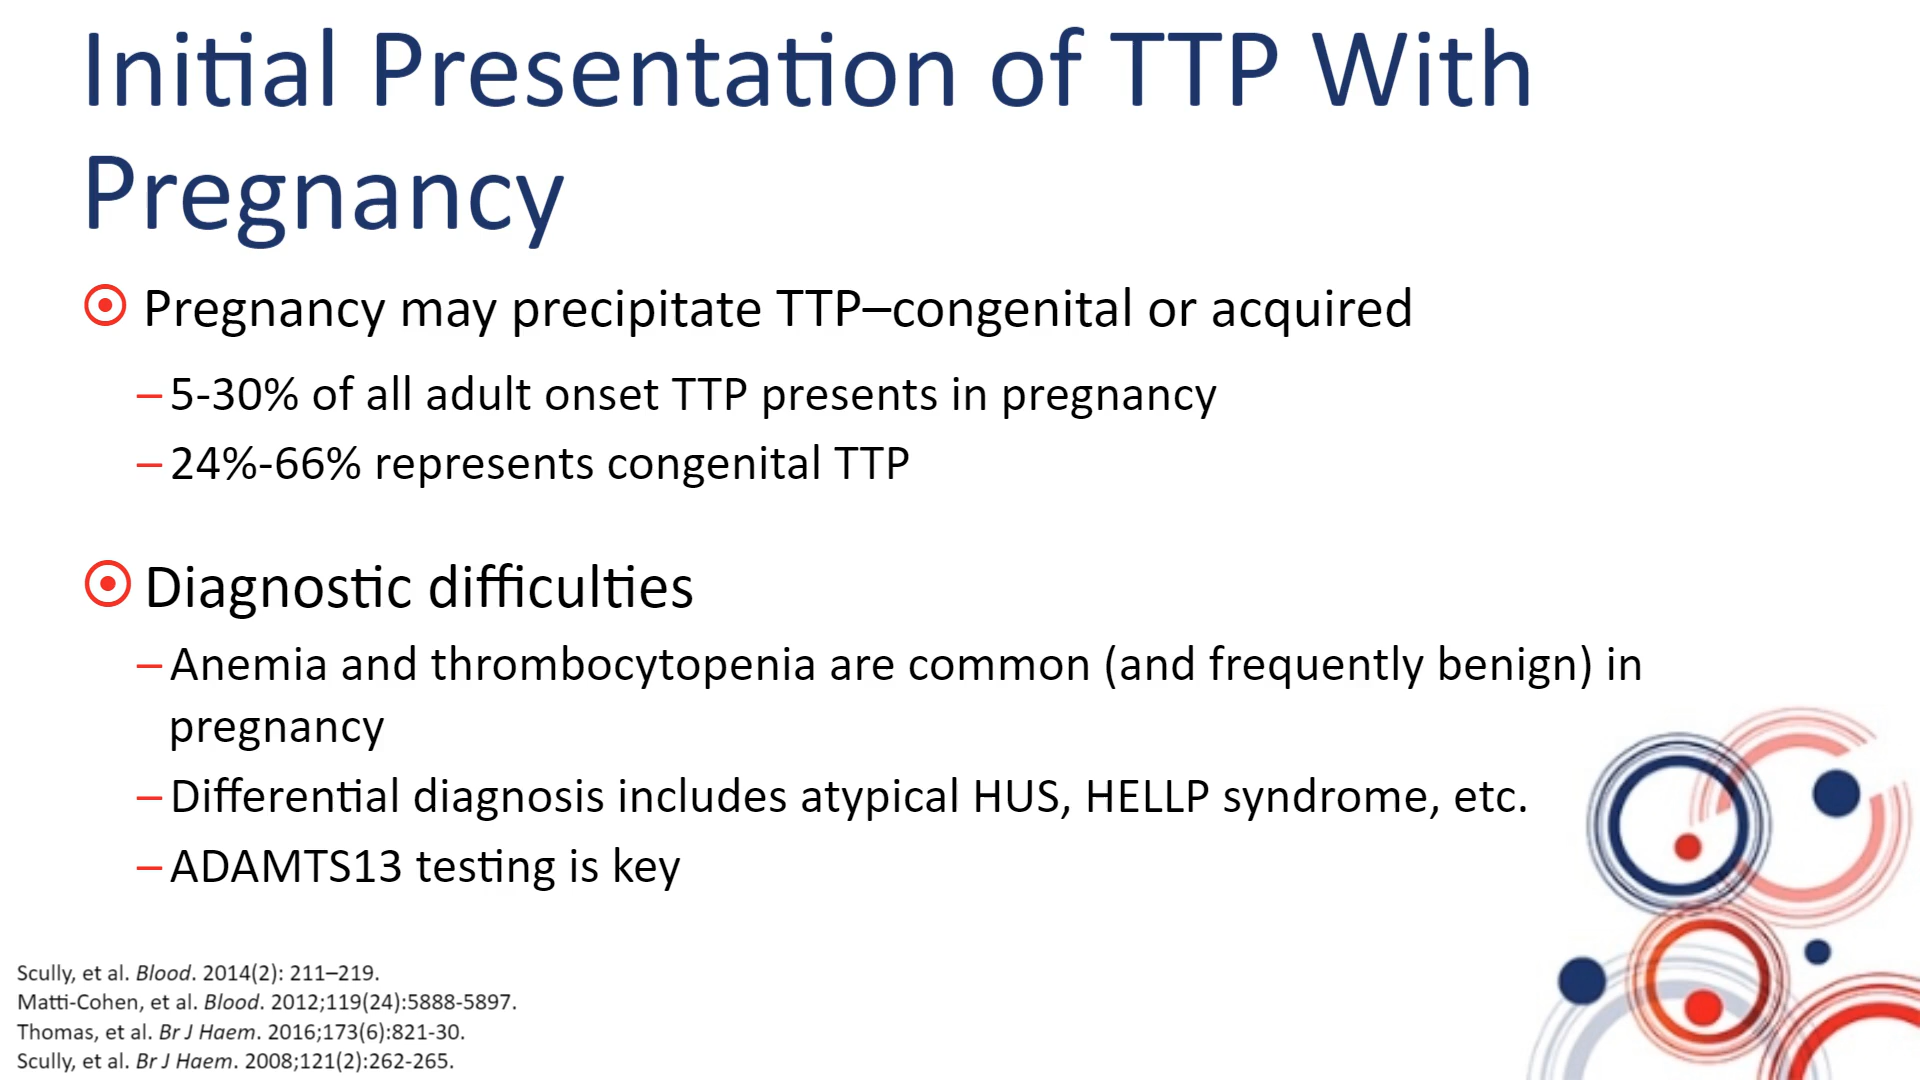 Initial Presentation of TTP With
Pregnancy
Pregnancy may precipitate TTP–congenital or acquired
–5-30% of all adult onset TTP presents in pregnancy
–24%-66% represents congenital TTP
Diagnostic difficulties
–Anemia and thrombocytopenia are common (and frequently benign) in
pregnancy
–Differential diagnosis includes atypical HUS, HELLP syndrome, etc.
–ADAMTS13 testing is key
Scully, et al. Blood. 2014(2): 211–219.
Matti-Cohen, et al. Blood. 2012;119(24):5888-5897.
Thomas, et al. Br J Haem. 2016;173(6):821-30.
Scully, et al. Br J Haem. 2008;121(2):262-265.